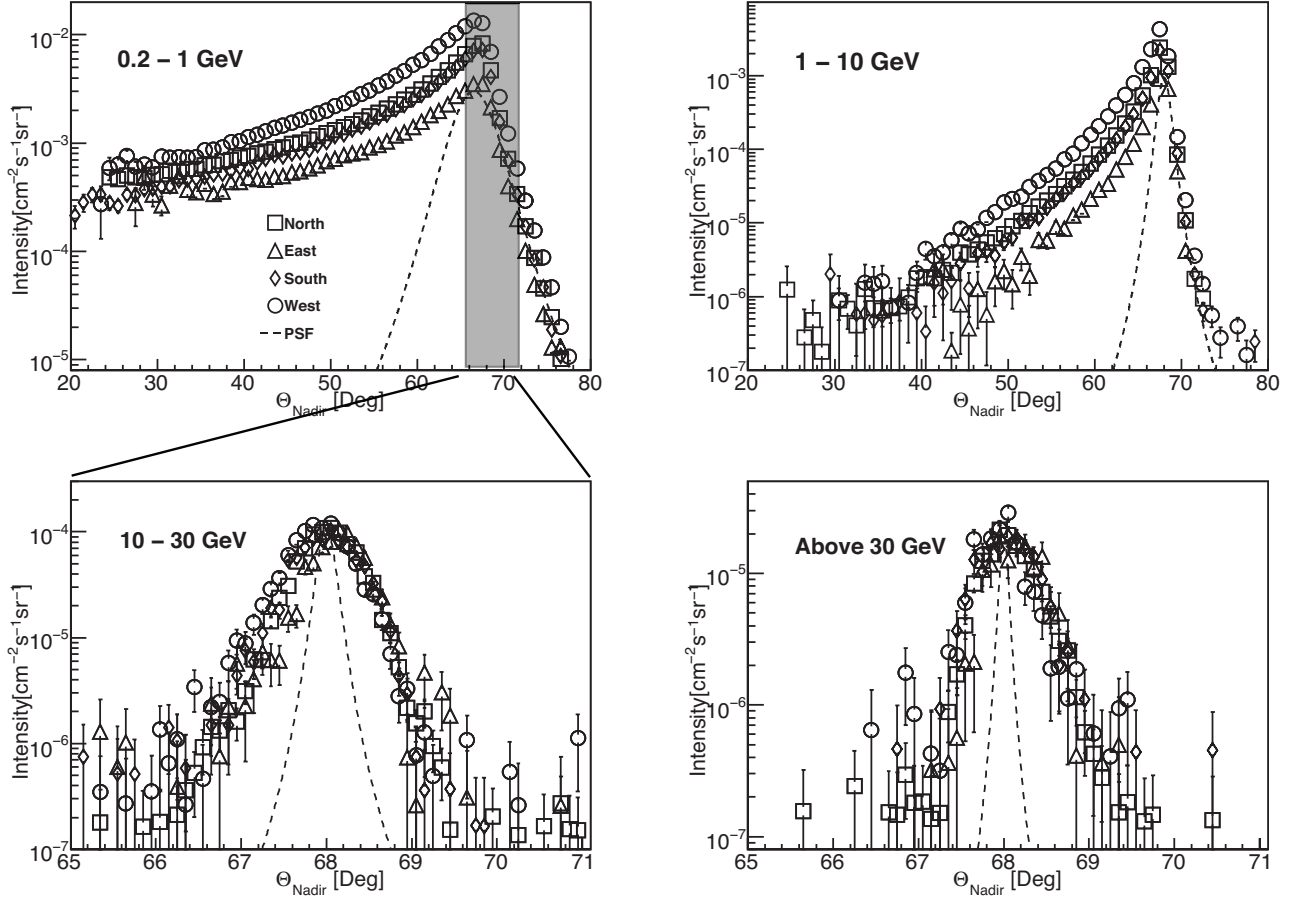 0.2 – 1 GeV
Intensity[cm−2s−1sr−1]
10−2
10−3
10−4
10−5
North
East
South
West
PSF
20 30 40 50 60 70 80
ΘNadir [Deg]
1 – 10 GeV
Intensity[cm−2s−1sr−1]
10−3
10−4
10−5
10−6
10−7
20 30 40 50 60 70 80
ΘNadir [Deg]
10 – 30 GeV
Intensity[cm−2s−1sr−1]
10−4
10−5
10−6
10−7
65 66 67 68 69 70 71
ΘNadir [Deg]
Above 30 GeV
Intensity[cm−2s−1sr−1]
10−5
10−6
10−7
65 66 67 68 69 70 71
ΘNadir [Deg]